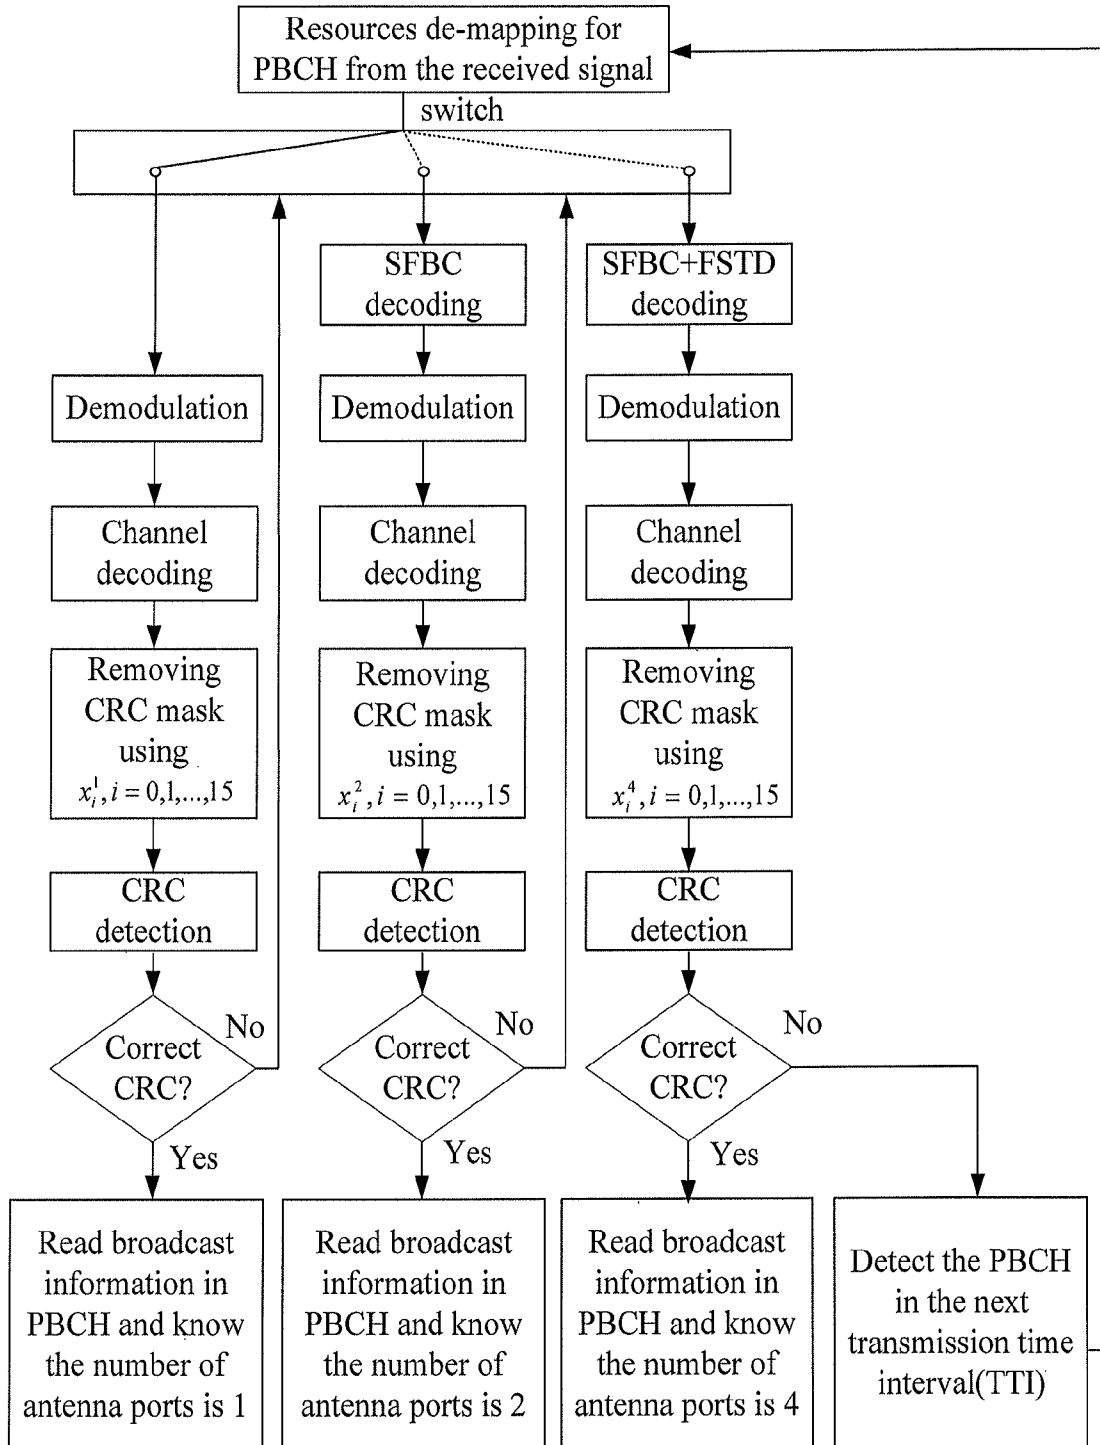 Resources de-mapping for
PBCH from the received signal
switch
SFBC
decoding
SFBC+FSTD
decoding
Demodulation
Demodulation
Demodulation
Channel
decoding
Channel
decoding
Channel
decoding
Removing
CRC mask
using
x_i^1, i = 0,1,...,15
Removing
CRC mask
using
x_i^2, i = 0,1,...,15
Removing
CRC mask
using
x_i^4, i = 0,1,...,15
CRC
detection
CRC
detection
CRC
detection
Correct
CRC?
No
Yes
Correct
CRC?
No
Yes
Correct
CRC?
No
Yes
Read broadcast
information in
PBCH and know
the number of
antenna ports is 1
Read broadcast
information in
PBCH and know
the number of
antenna ports is 2
Read broadcast
information in
PBCH and know
the number of
antenna ports is 4
Detect the PBCH
in the next
transmission time
interval(TTI)